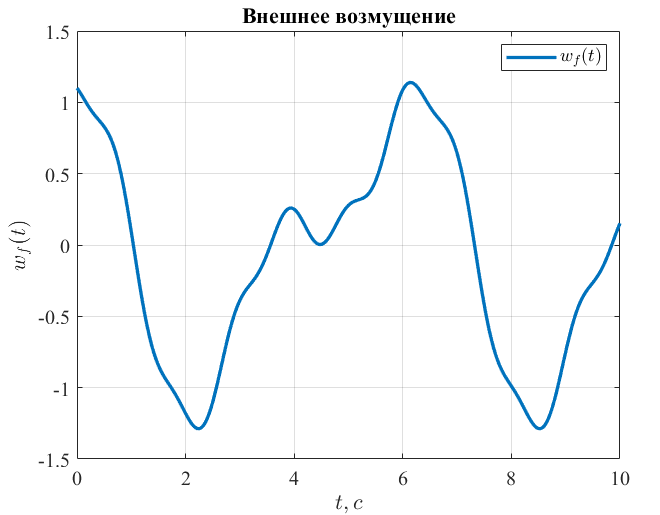 Внешнее возмущение
w_f(t)
1.5
1
0.5
0
-0.5
-1
-1.5
w_f(t)
0 2 4 6 8 10
t, c